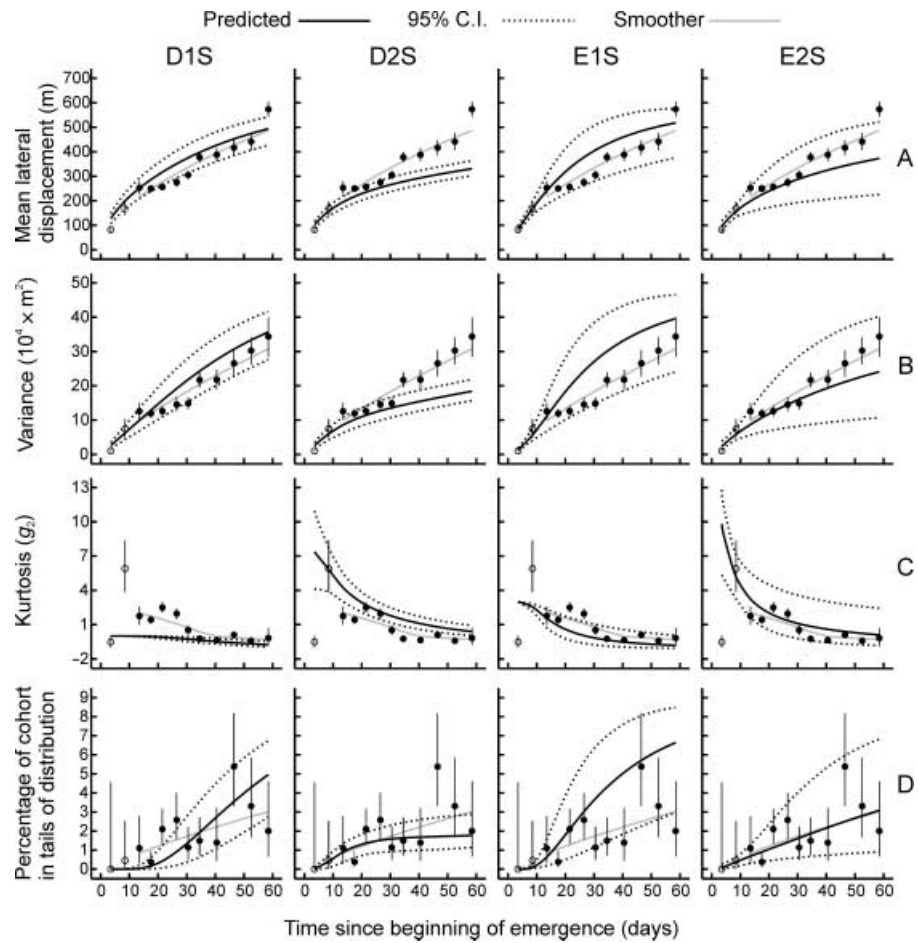 Predicted 95% C.I. Smoother
D1S D2S E1S E2S
Mean lateral
displacement (m)
700
600
500
400
300
200
100
0
A
Variance (10⁴ × m²)
50
40
30
20
10
0
B
Kurtosis (g₂)
13
10
7
4
1
–2
C
Percentage of cohort
in tails of distribution
9
8
7
6
5
4
3
2
1
0
D
0 10 20 30 40 50 60 0 10 20 30 40 50 60 0 10 20 30 40 50 60 0 10 20 30 40 50 60
Time since beginning of emergence (days)